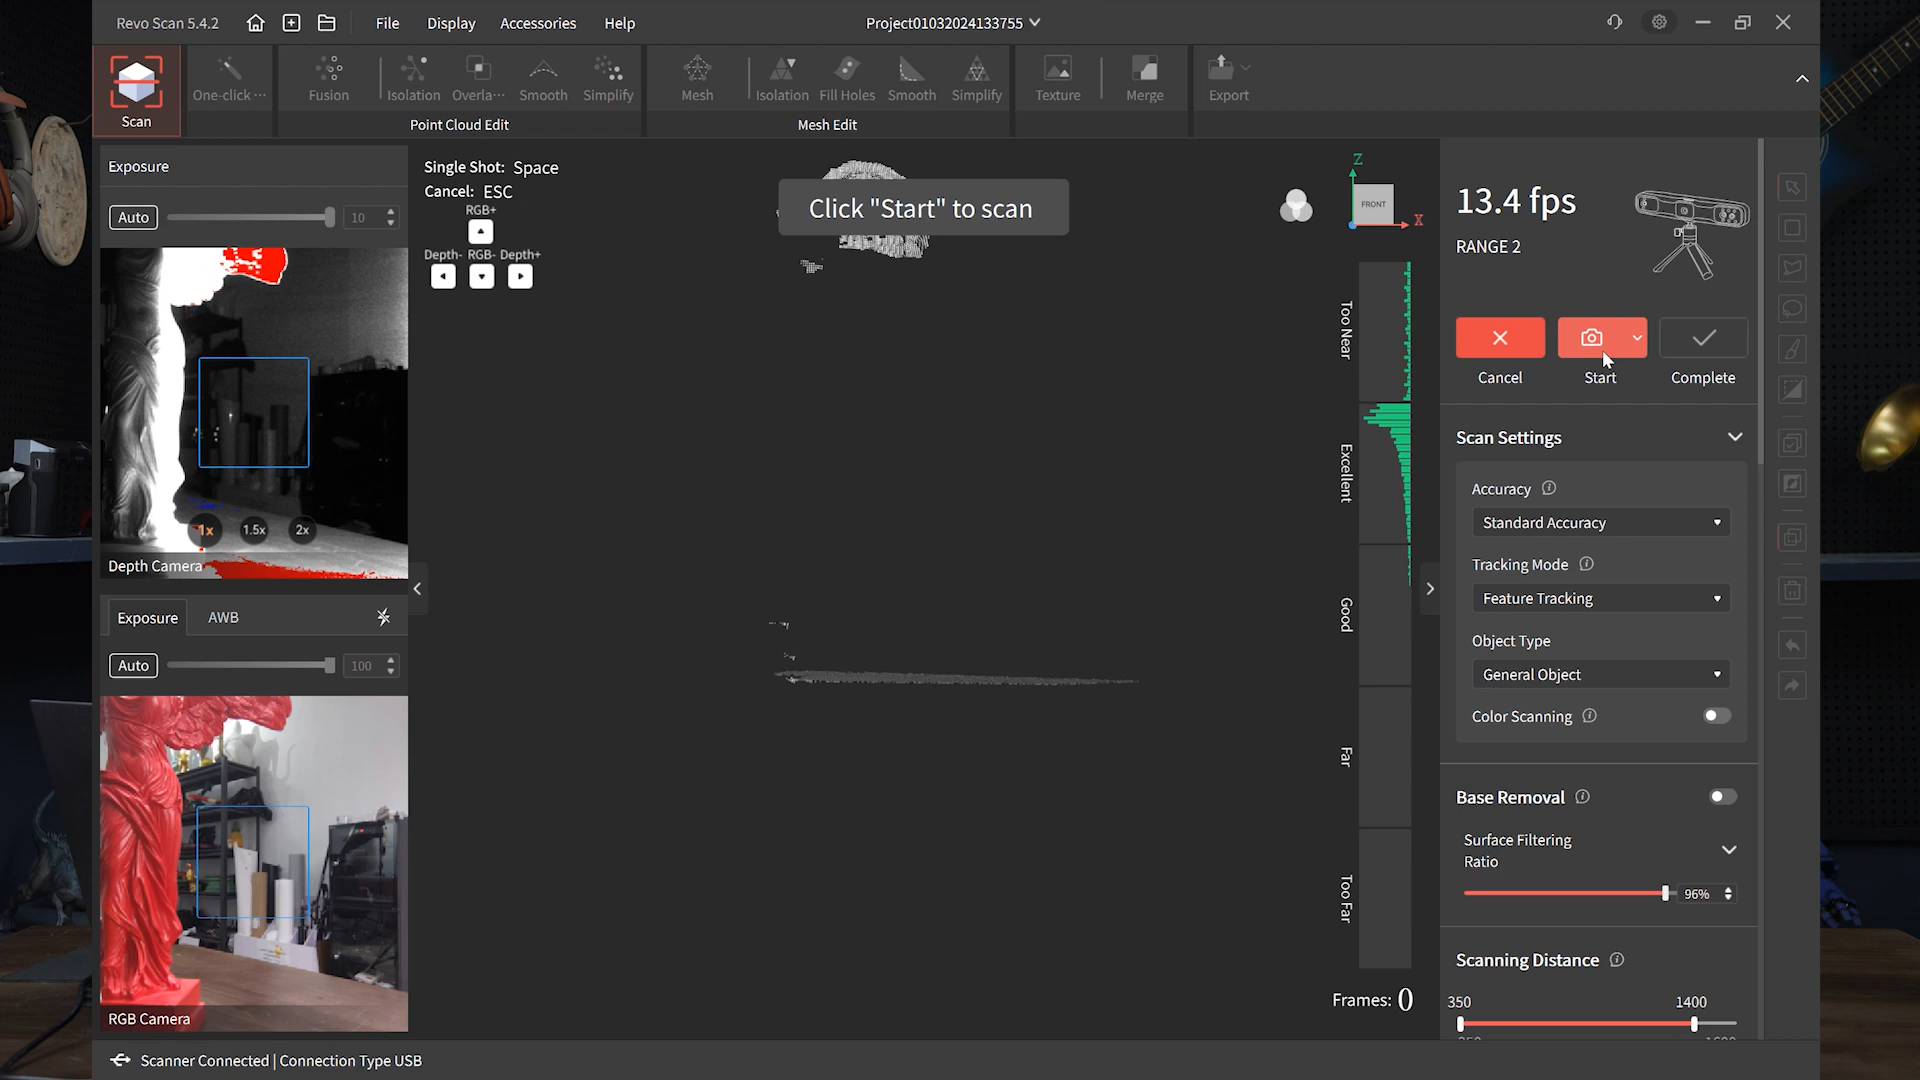 Revo Scan 5.4.2
File
Display
Accessories
Help
Project01032024133755
Scan
One-click ···
Fusion
Isolation
Overla···
Smooth
Simplify
Point Cloud Edit
Mesh
Isolation
Fill Holes
Smooth
Simplify
Mesh Edit
Texture
Merge
Export
Exposure
Auto
10
1x
1.5x
2x
Depth Camera
Exposure
AWB
Auto
100
RGB Camera
Single Shot: Space
Cancel: ESC
RGB+
Depth- RGB- Depth+
Click "Start" to scan
Z
FRONT
X
Too Near
Excellent
Good
Far
Too Far
Frames: 0
13.4 fps
RANGE 2
Cancel
Start
Complete
Scan Settings
Accuracy
Standard Accuracy
Tracking Mode
Feature Tracking
Object Type
General Object
Color Scanning
Base Removal
Surface Filtering
Ratio
96%
Scanning Distance
350
1400
Scanner Connected | Connection Type USB